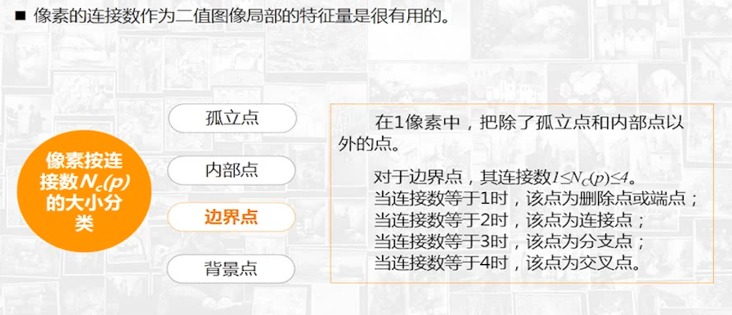 ■ 像素的连接数作为二值图像局部的特征量是很有用的。
像素按连
接数Nc(p)
的大小分
类
孤立点
内部点
边界点
背景点
在1像素中，把除了孤立点和内部点以
外的点。
对于边界点，其连接数1≤Nc(p)≤4。
当连接数等于1时，该点为删除点或端点；
当连接数等于2时，该点为连接点；
当连接数等于3时，该点为分支点；
当连接数等于4时，该点为交叉点。